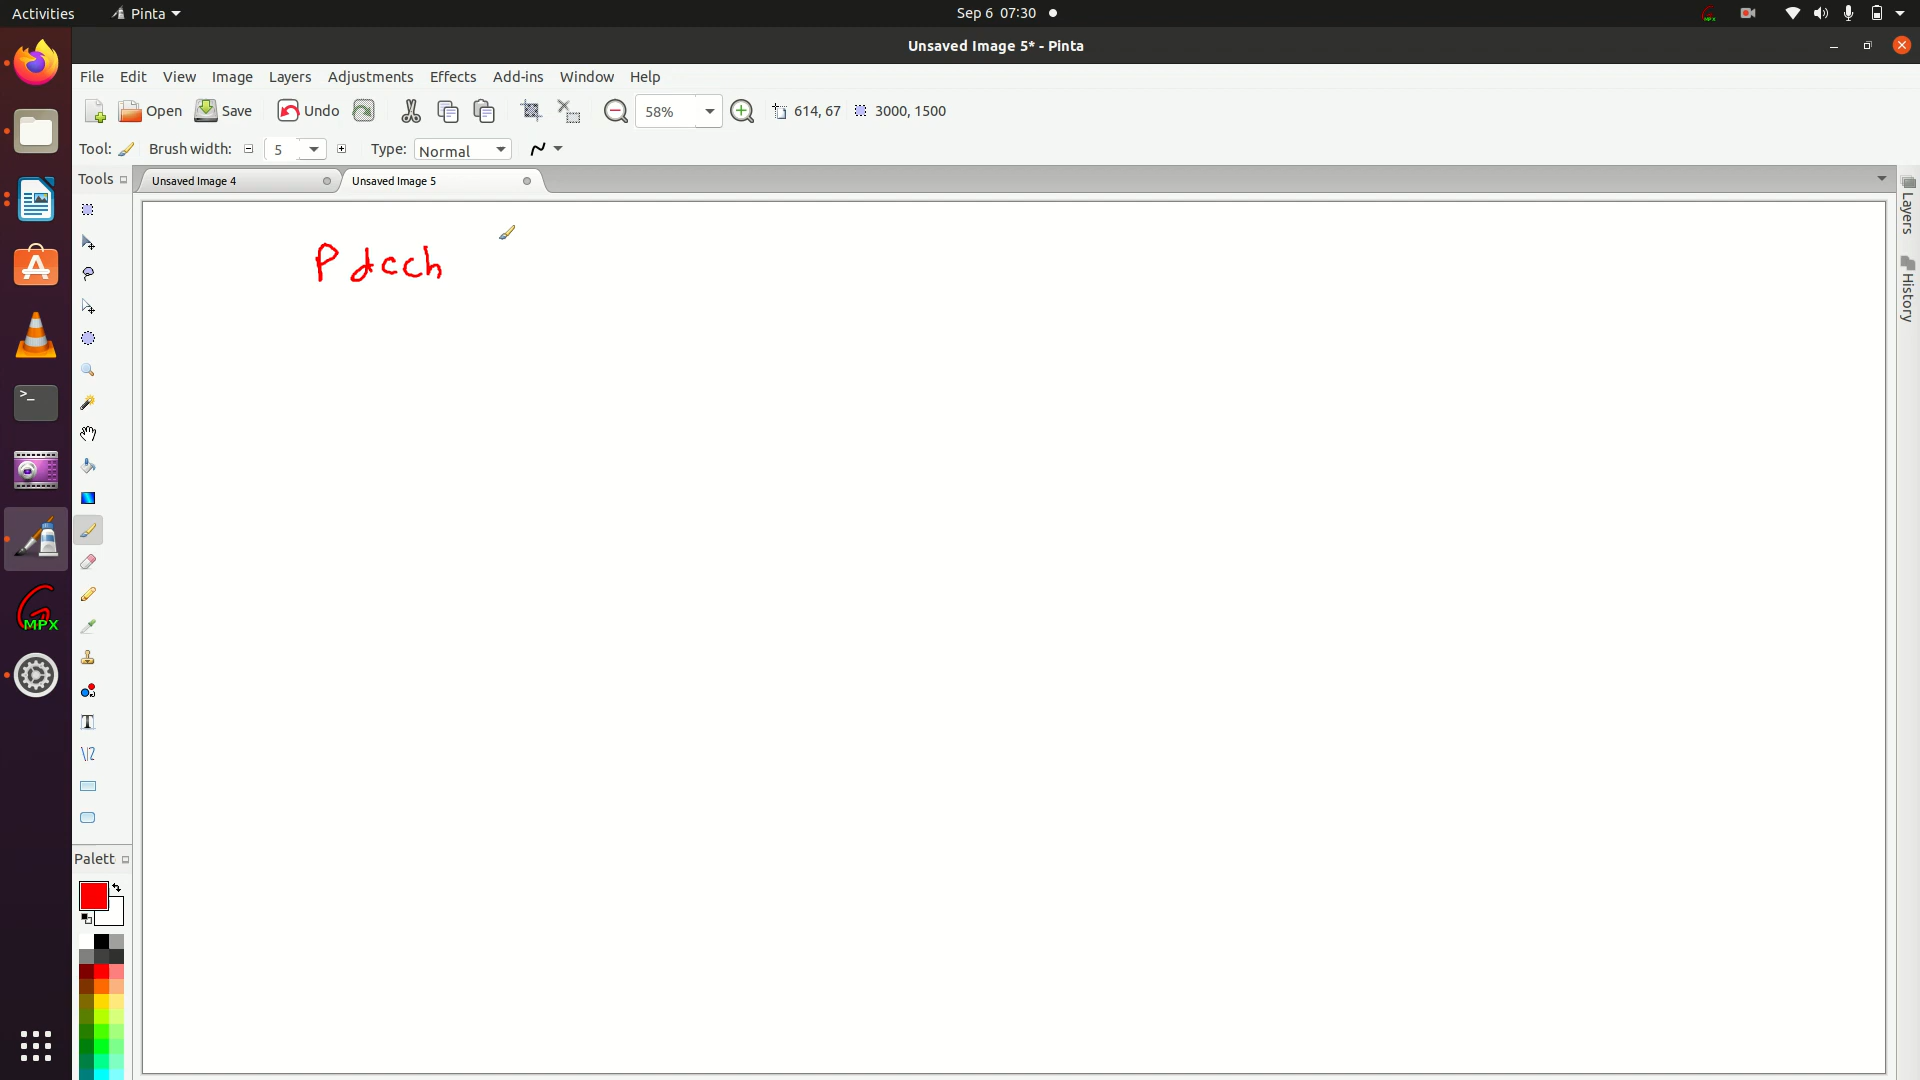 Activities Pinta Sep 6 07:30
Unsaved Image 5* - Pinta
File Edit View Image Layers Adjustments Effects Add-ins Window Help
Open Save Undo 58% 614, 67 3000, 1500
Tool: Brush width: 5 Type: Normal
Tools Unsaved Image 4 Unsaved Image 5
Layers
History
P dcch
MPX
Palett